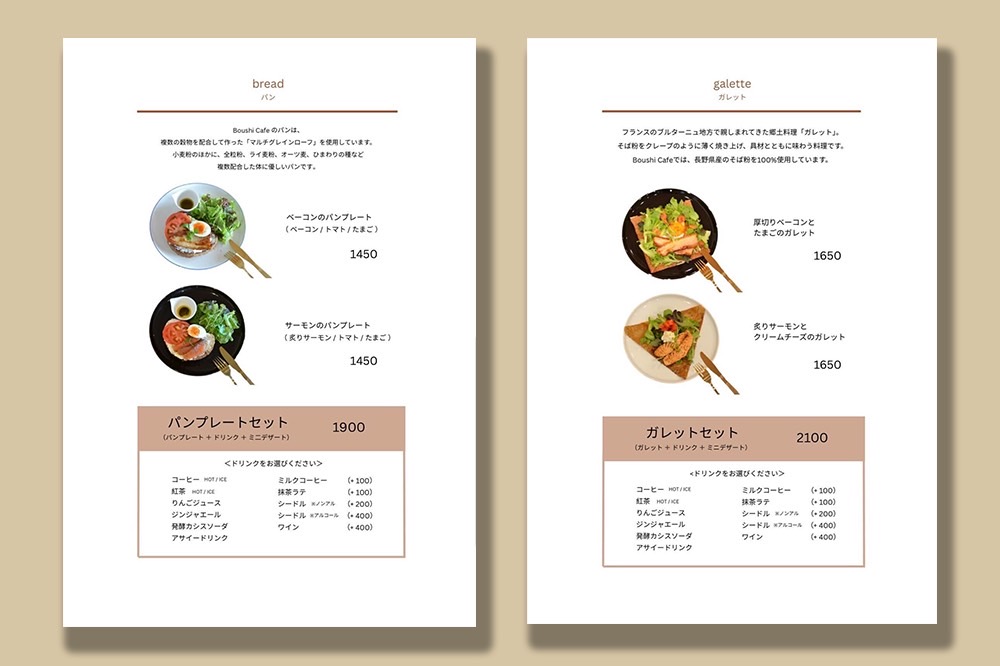 bread
パン
Boushi Cafe のパンは、
複数の穀物を配合して作った「マルチグレインローフ」を使用しています。
小麦粉のほかに、全粒粉、ライ麦粉、オーツ麦、ひまわりの種など
複数配合した体に優しいパンです。
ベーコンのパンプレート
( ベーコン / トマト / たまご )
1450
サーモンのパンプレート
( 炙りサーモン / トマト / たまご )
1450
パンプレートセット
(パンプレート + ドリンク + ミニデザート)
1900
<ドリンクをお選びください>
コーヒー HOT / ICE
紅茶 HOT / ICE
りんごジュース
ジンジャエール
発酵カシスソーダ
アサイードリンク
ミルクコーヒー (+ 100)
抹茶ラテ (+ 100)
シードル ※ノンアル (+ 200)
シードル ※アルコール (+ 400)
ワイン (+ 400)
galette
ガレット
フランスのブルターニュ地方で親しまれてきた郷土料理「ガレット」。
そば粉をクレープのように薄く焼き上げ、具材とともに味わう料理です。
Boushi Cafeでは、長野県産のそば粉を100%使用しています。
厚切りベーコンと
たまごのガレット
1650
炙りサーモンと
クリームチーズのガレット
1650
ガレットセット
(ガレット + ドリンク + ミニデザート)
2100
<ドリンクをお選びください>
コーヒー HOT / ICE
紅茶 HOT / ICE
りんごジュース
ジンジャエール
発酵カシスソーダ
アサイードリンク
ミルクコーヒー (+ 100)
抹茶ラテ (+ 100)
シードル ※ノンアル (+ 200)
シードル ※アルコール (+ 400)
ワイン (+ 400)